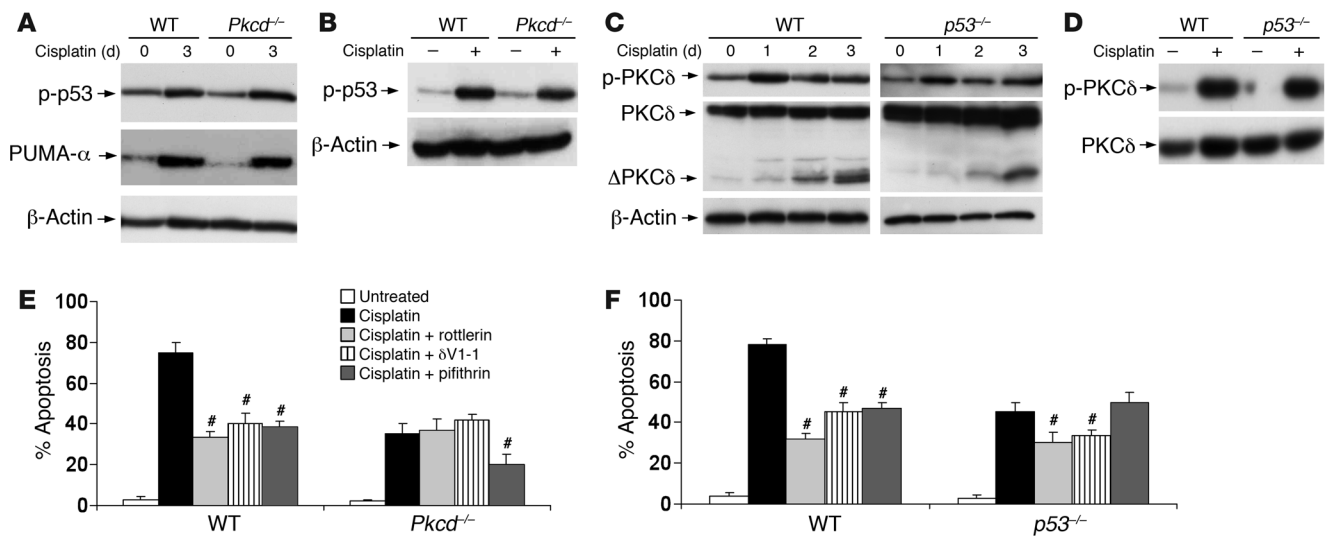 A
WT Pkcd–/–
Cisplatin (d) 0 3 0 3
p-p53
PUMA-α
β-Actin
B
WT Pkcd–/–
Cisplatin – + – +
p-p53
β-Actin
C
WT p53–/–
Cisplatin (d) 0 1 2 3 0 1 2 3
p-PKCδ
PKCδ
ΔPKCδ
β-Actin
D
WT p53–/–
Cisplatin – + – +
p-PKCδ
PKCδ
E
% Apoptosis
100
80
60
40
20
0
# # # #
WT Pkcd–/–
Untreated
Cisplatin
Cisplatin + rottlerin
Cisplatin + δV1-1
Cisplatin + pifithrin
F
% Apoptosis
100
80
60
40
20
0
# # # # #
WT p53–/–